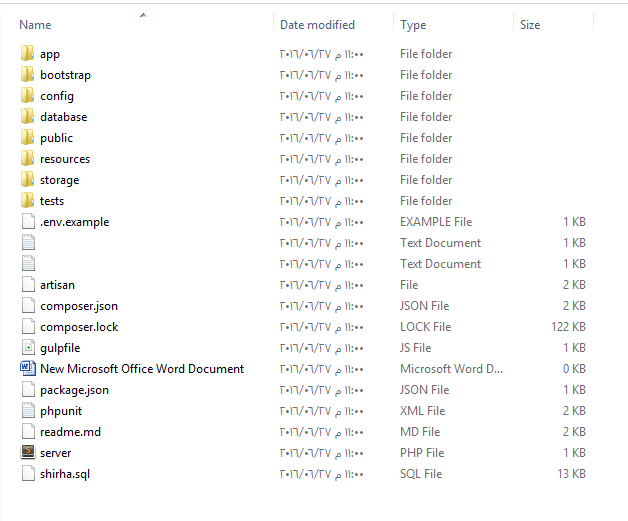 Name Date modified Type Size
app ٢٠١٦/٠٦/٢٧ م ١١:٠٠ File folder
bootstrap ٢٠١٦/٠٦/٢٧ م ١١:٠٠ File folder
config ٢٠١٦/٠٦/٢٧ م ١١:٠٠ File folder
database ٢٠١٦/٠٦/٢٧ م ١١:٠٠ File folder
public ٢٠١٦/٠٦/٢٧ م ١١:٠٠ File folder
resources ٢٠١٦/٠٦/٢٧ م ١١:٠٠ File folder
storage ٢٠١٦/٠٦/٢٧ م ١١:٠٠ File folder
tests ٢٠١٦/٠٦/٢٧ م ١١:٠٠ File folder
.env.example ٢٠١٦/٠٦/٢٧ م ١١:٠٠ EXAMPLE File 1 KB
٢٠١٦/٠٦/٢٧ م ١١:٠٠ Text Document 1 KB
٢٠١٦/٠٦/٢٧ م ١١:٠٠ Text Document 1 KB
artisan ٢٠١٦/٠٦/٢٧ م ١١:٠٠ File 2 KB
composer.json ٢٠١٦/٠٦/٢٧ م ١١:٠٠ JSON File 2 KB
composer.lock ٢٠١٦/٠٦/٢٧ م ١١:٠٠ LOCK File 122 KB
gulpfile ٢٠١٦/٠٦/٢٧ م ١١:٠٠ JS File 1 KB
New Microsoft Office Word Document ٢٠١٦/٠٦/٢٧ م ١١:٠٠ Microsoft Word D... 0 KB
package.json ٢٠١٦/٠٦/٢٧ م ١١:٠٠ JSON File 1 KB
phpunit ٢٠١٦/٠٦/٢٧ م ١١:٠٠ XML File 2 KB
readme.md ٢٠١٦/٠٦/٢٧ م ١١:٠٠ MD File 2 KB
server ٢٠١٦/٠٦/٢٧ م ١١:٠٠ PHP File 1 KB
shirha.sql ٢٠١٦/٠٦/٢٧ م ١١:٠٠ SQL File 13 KB